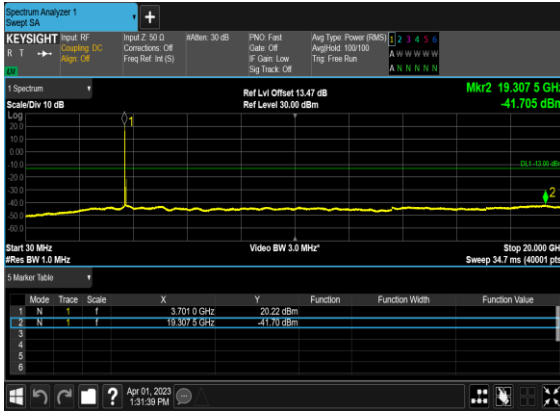 Spectrum Analyzer 1
Swept SA
+
KEYSIGHT Input: RF Input Z: 50 Ω #Atten: 30 dB PNO: Fast Avg Type: Power (RMS) 1 2 3 4 5 6
R T Coupling: DC Corrections: Off Gate: Off Avg|Hold: 100/100 A W W W W W
Align: Off Freq Ref: Int (S) IF Gain: Low Trig: Free Run
LXI Sig Track: Off A N N N N N
1 Spectrum Ref Lvl Offset 13.47 dB Mkr2 19.307 5 GHz
Scale/Div 10 dB Ref Level 30.00 dBm -41.705 dBm
Log
1
20.0
10.0
0.00
-10.0
DL1 -13.00 dBm
-20.0
-30.0
2
-40.0
-50.0
-60.0
Start 30 MHz Video BW 3.0 MHz* Stop 20.000 GHz
#Res BW 1.0 MHz Sweep 34.7 ms (40001 pts)
5 Marker Table
Mode Trace Scale X Y Function Function Width Function Value
1 N 1 f 3.701 0 GHz 20.22 dBm
2 N 1 f 19.307 5 GHz -41.70 dBm
3
4
5
6
? Apr 01, 2023
1:31:39 PM